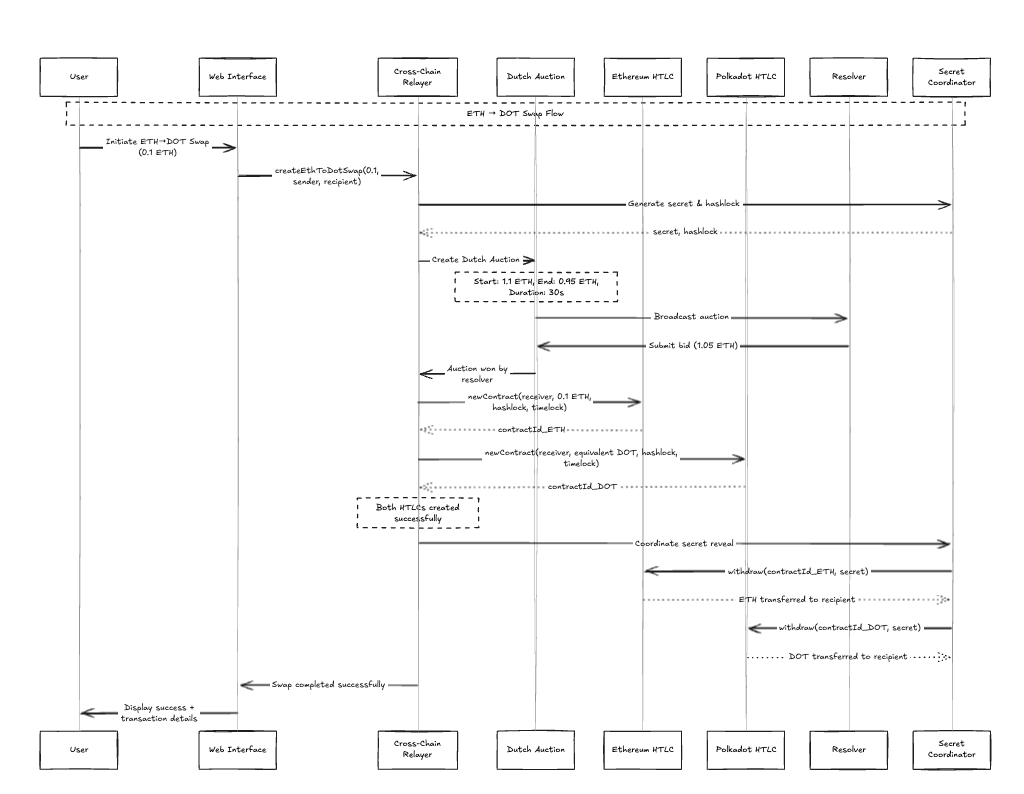 User
Web Interface
Cross-Chain
Relayer
Dutch Auction
Ethereum HTLC
Polkadot HTLC
Resolver
Secret
Coordinator
ETH → DOT Swap Flow
Initiate ETH→DOT Swap
(0.1 ETH)
createEthToDotSwap(0.1,
sender, recipient)
Generate secret & hashlock
secret, hashlock
Create Dutch Auction
Start: 1.1 ETH, End: 0.95 ETH,
Duration: 30s
Broadcast auction
Submit bid (1.05 ETH)
Auction won by
resolver
newContract(receiver, 0.1 ETH,
hashlock, timelock)
contractId_ETH
newContract(receiver, equivalent DOT, hashlock,
timelock)
contractId_DOT
Both HTLCs created
successfully
Coordinate secret reveal
withdraw(contractId_ETH, secret)
ETH transferred to recipient
withdraw(contractId_DOT, secret)
DOT transferred to recipient
Swap completed successfully
Display success +
transaction details
User
Web Interface
Cross-Chain
Relayer
Dutch Auction
Ethereum HTLC
Polkadot HTLC
Resolver
Secret
Coordinator